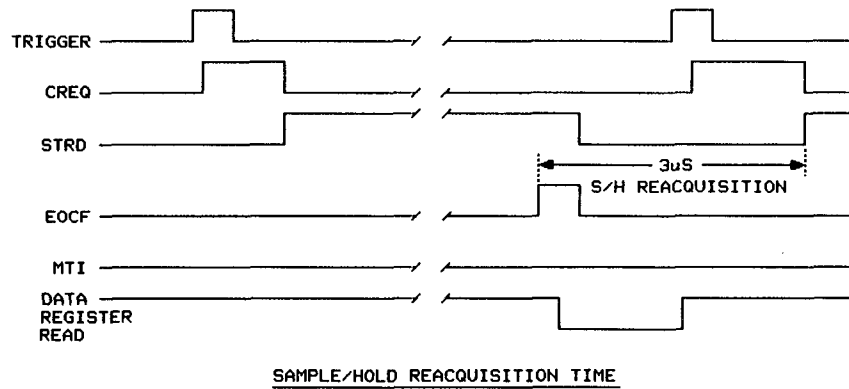 TRIGGER
CREQ
STRD
3uS
S/H REACQUISITION
EOCF
MTI
DATA
REGISTER
READ
SAMPLE/HOLD REACQUISITION TIME